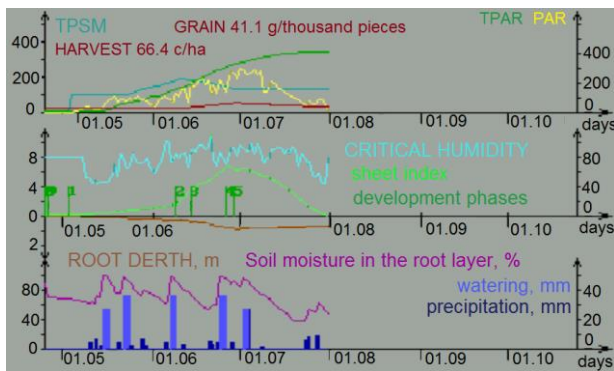 TPSM GRAIN 41.1 g/thousand pieces TPAR PAR
HARVEST 66.4 c/ha
400 400
200 200
0 0
01.05 01.06 01.07 01.08 days
CRITICAL HUMIDITY
8 80
sheet index
4 40
development phases
0 0
01.05 01.06 01.07 01.08 01.09 01.10 days
2
ROOT DERTH, m Soil moisture in the root layer, %
80 watering, mm 60
precipitation, mm
40 40
20
0 0
01.05 01.06 01.07 01.08 01.09 01.10 days